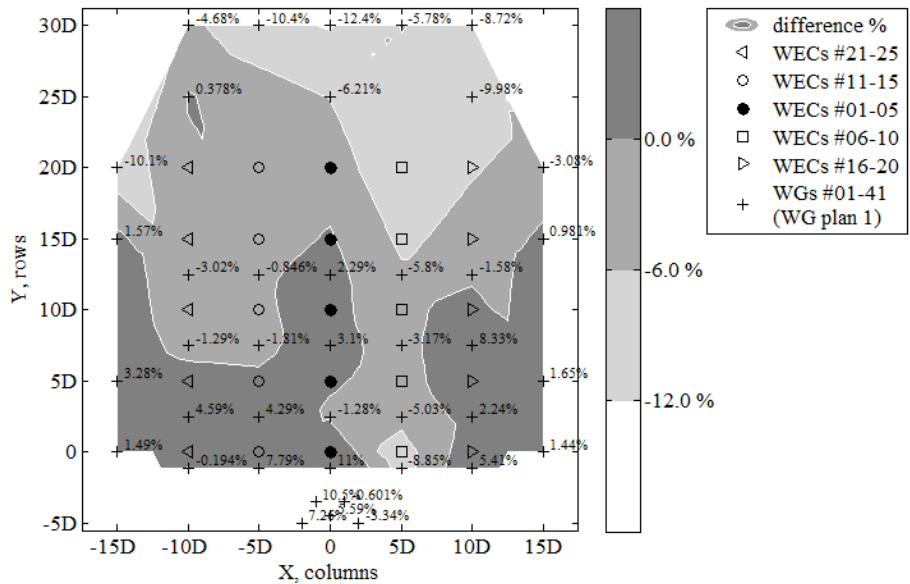 30D
25D
20D
15D
10D
5D
0
-5D
Y, rows
-4.68%
-10.4%
-12.4%
-5.78%
-8.72%
0.378%
-6.21%
-9.98%
-10.1%
-3.08%
1.57%
0.981%
-3.02%
-0.846%
2.29%
-5.8%
-1.58%
-1.29%
-1.81%
3.1%
-3.17%
8.33%
3.28%
1.65%
4.59%
4.29%
-1.28%
-5.03%
2.24%
1.49%
1.44%
-0.194%
7.79%
11%
-8.85%
5.41%
10.5%
-0.601%
-3.34%
-15D
-10D
-5D
0
5D
10D
15D
X, columns
0.0 %
-6.0 %
-12.0 %
difference %
WECs #21-25
WECs #11-15
WECs #01-05
WECs #06-10
WECs #16-20
WGs #01-41
(WG plan 1)